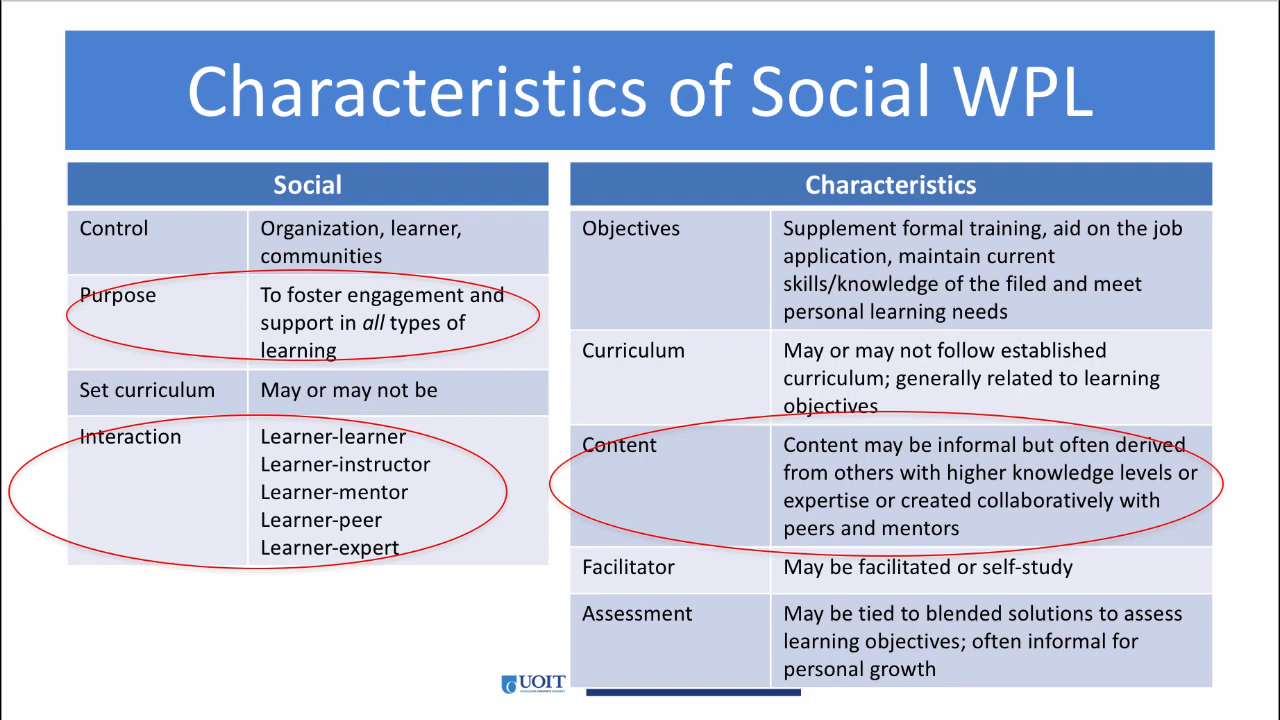 Characteristics of Social WPL
Social
Control
Organization, learner,
communities
Purpose
To foster engagement and
support in all types of
learning
Set curriculum
May or may not be
Interaction
Learner-learner
Learner-instructor
Learner-mentor
Learner-peer
Learner-expert
Characteristics
Objectives
Supplement formal training, aid on the job
application, maintain current
skills/knowledge of the filed and meet
personal learning needs
Curriculum
May or may not follow established
curriculum; generally related to learning
objectives
Content
Content may be informal but often derived
from others with higher knowledge levels or
expertise or created collaboratively with
peers and mentors
Facilitator
May be facilitated or self-study
Assessment
May be tied to blended solutions to assess
learning objectives; often informal for
personal growth
UOIT